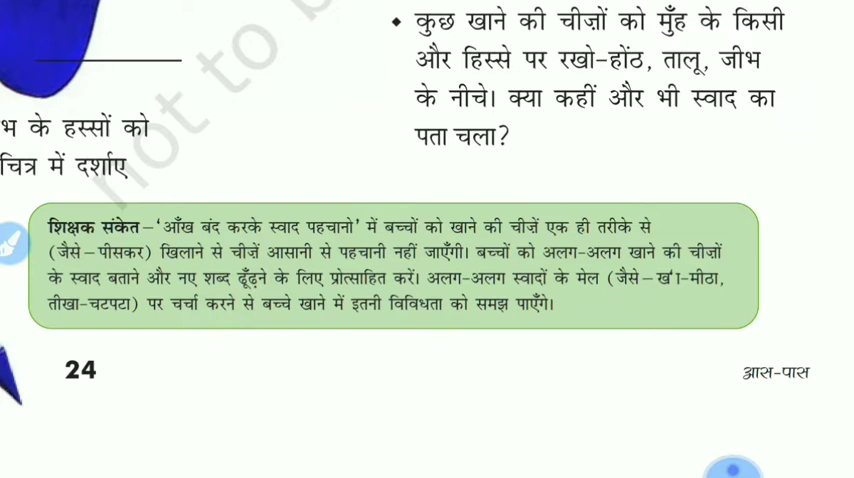 • कुछ खाने की चीज़ों को मुँह के किसी
और हिस्से पर रखो–होंठ, तालू, जीभ
के नीचे। क्या कहीं और भी स्वाद का
पता चला?
भ के हस्सों को
चित्र में दर्शाए
not to b
शिक्षक संकेत–‘आँख बंद करके स्वाद पहचानो’ में बच्चों को खाने की चीज़ें एक ही तरीके से
(जैसे–पीसकर) खिलाने से चीज़ें आसानी से पहचानी नहीं जाएँगी। बच्चों को अलग-अलग खाने की चीज़ों
के स्वाद बताने और नए शब्द ढूँढ़ने के लिए प्रोत्साहित करें। अलग-अलग स्वादों के मेल (जैसे– -मीठा,
तीखा-चटपटा) पर चर्चा करने से बच्चे खाने में इतनी विविधता को समझ पाएँगे।
24
आस-पास